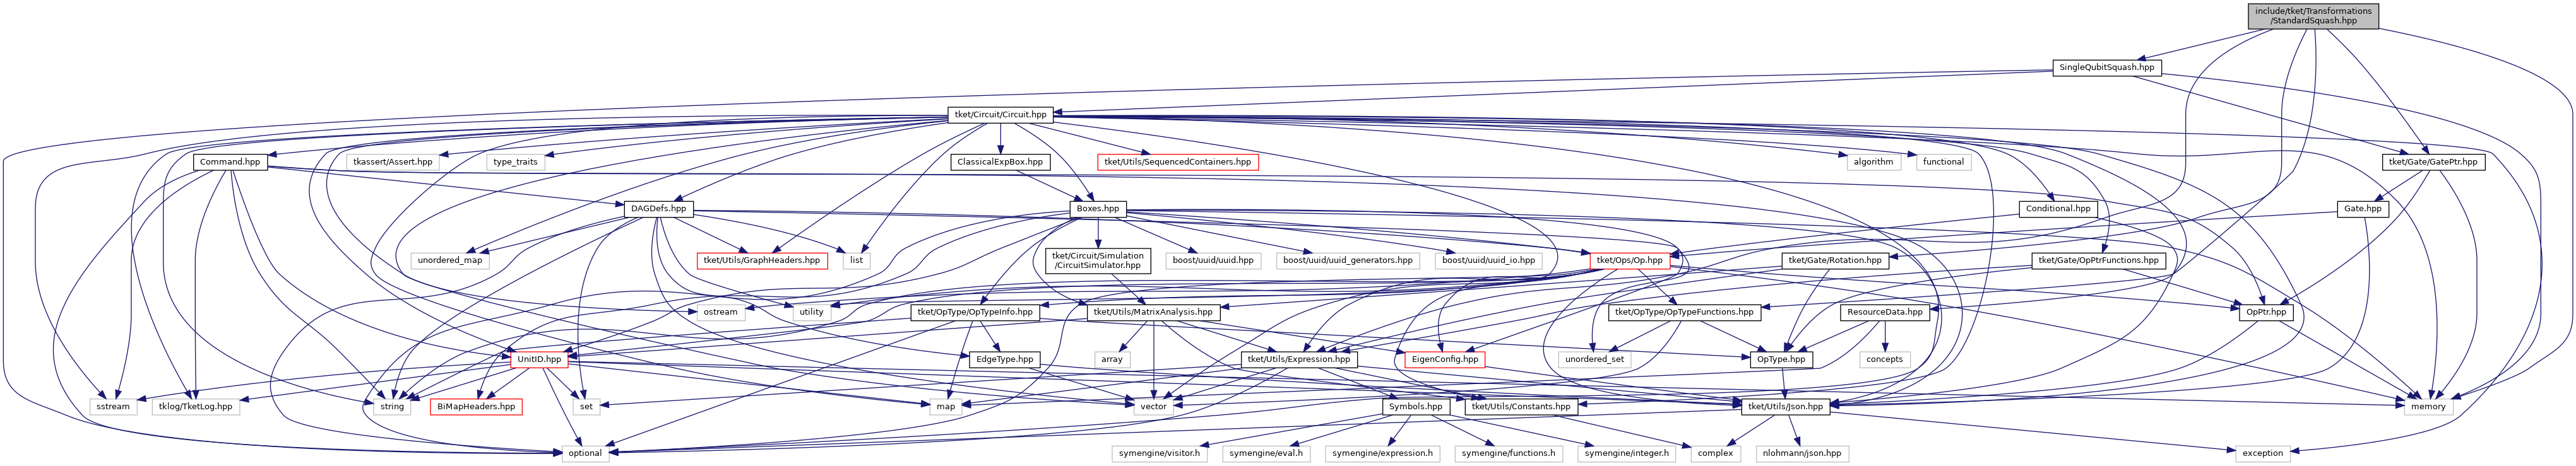 include/tket/Transformations
/StandardSquash.hpp
SingleQubitSquash.hpp
tket/Circuit/Circuit.hpp
Command.hpp
tkassert/Assert.hpp
type_traits
ClassicalExpBox.hpp
tket/Utils/SequencedContainers.hpp
algorithm
functional
tket/Gate/GatePtr.hpp
DAGDefs.hpp
Boxes.hpp
Conditional.hpp
Gate.hpp
unordered_map
tket/Utils/GraphHeaders.hpp
list
tket/Circuit/Simulation
/CircuitSimulator.hpp
boost/uuid/uuid.hpp
boost/uuid/uuid_generators.hpp
boost/uuid/uuid_io.hpp
tket/Ops/Op.hpp
tket/Gate/Rotation.hpp
tket/Gate/OpPtrFunctions.hpp
ostream
utility
tket/OpType/OpTypeInfo.hpp
tket/Utils/MatrixAnalysis.hpp
tket/OpType/OpTypeFunctions.hpp
ResourceData.hpp
OpPtr.hpp
UnitID.hpp
EdgeType.hpp
array
tket/Utils/Expression.hpp
EigenConfig.hpp
unordered_set
OpType.hpp
concepts
sstream
tklog/TketLog.hpp
string
BiMapHeaders.hpp
set
map
vector
Symbols.hpp
tket/Utils/Constants.hpp
tket/Utils/Json.hpp
memory
optional
symengine/visitor.h
symengine/eval.h
symengine/expression.h
symengine/functions.h
symengine/integer.h
complex
nlohmann/json.hpp
exception